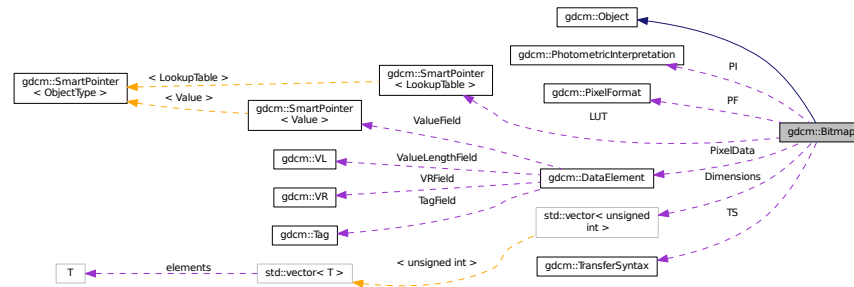 gdcm::Object
gdcm::PhotometricInterpretation
PI
gdcm::SmartPointer
< ObjectType >
< LookupTable >
< Value >
gdcm::SmartPointer
< LookupTable >
gdcm::PixelFormat
PF
gdcm::SmartPointer
< Value >
ValueField
LUT
gdcm::Bitmap
gdcm::VL
ValueLengthField
PixelData
gdcm::VR
VRField
gdcm::DataElement
Dimensions
gdcm::Tag
TagField
std::vector< unsigned
int >
TS
T
elements
std::vector< T >
< unsigned int >
gdcm::TransferSyntax